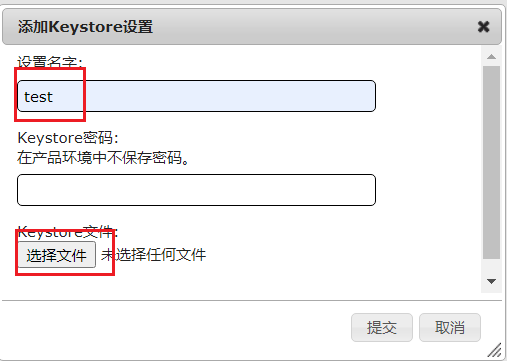 添加Keystore设置
设置名字:
test
Keystore密码:
在产品环境中不保存密码。
Keystore文件:
选择文件 未选择任何文件
提交 取消